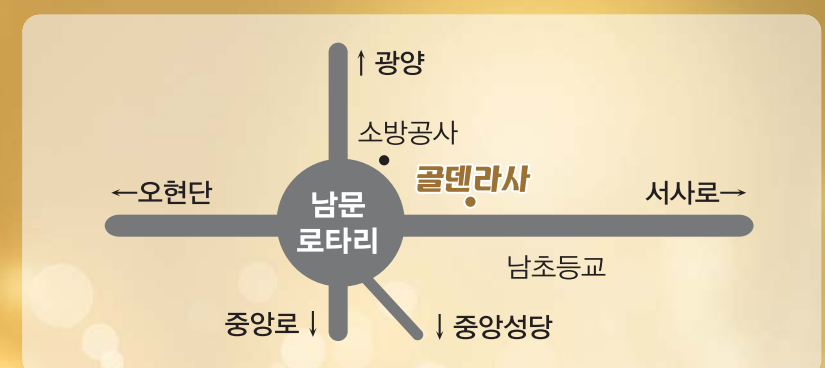 ↑ 광양
소방공사
골덴라사
←오현단
서사로→
남문
로타리
남초등교
중앙로↓
↓ 중앙성당